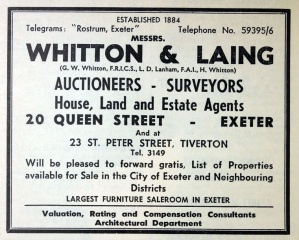 ESTABLISHED 1884
Telegrams: "Rostrum, Exeter" Telephone No. 59395/6
MESSRS.
WHITTON & LAING
(G. W. Whitton, F.R.I.C.S., L. D. Lanham, F.A.I., H. Whitton)
AUCTIONEERS - SURVEYORS
House, Land and Estate Agents
20 QUEEN STREET - EXETER
And at
23 ST. PETER STREET, TIVERTON
Tel. 3149
Will be pleased to forward gratis, List of Properties
available for Sale in the City of Exeter and Neighbouring
Districts
LARGEST FURNITURE SALEROOM IN EXETER
Valuation, Rating and Compensation Consultants
Architectural Department